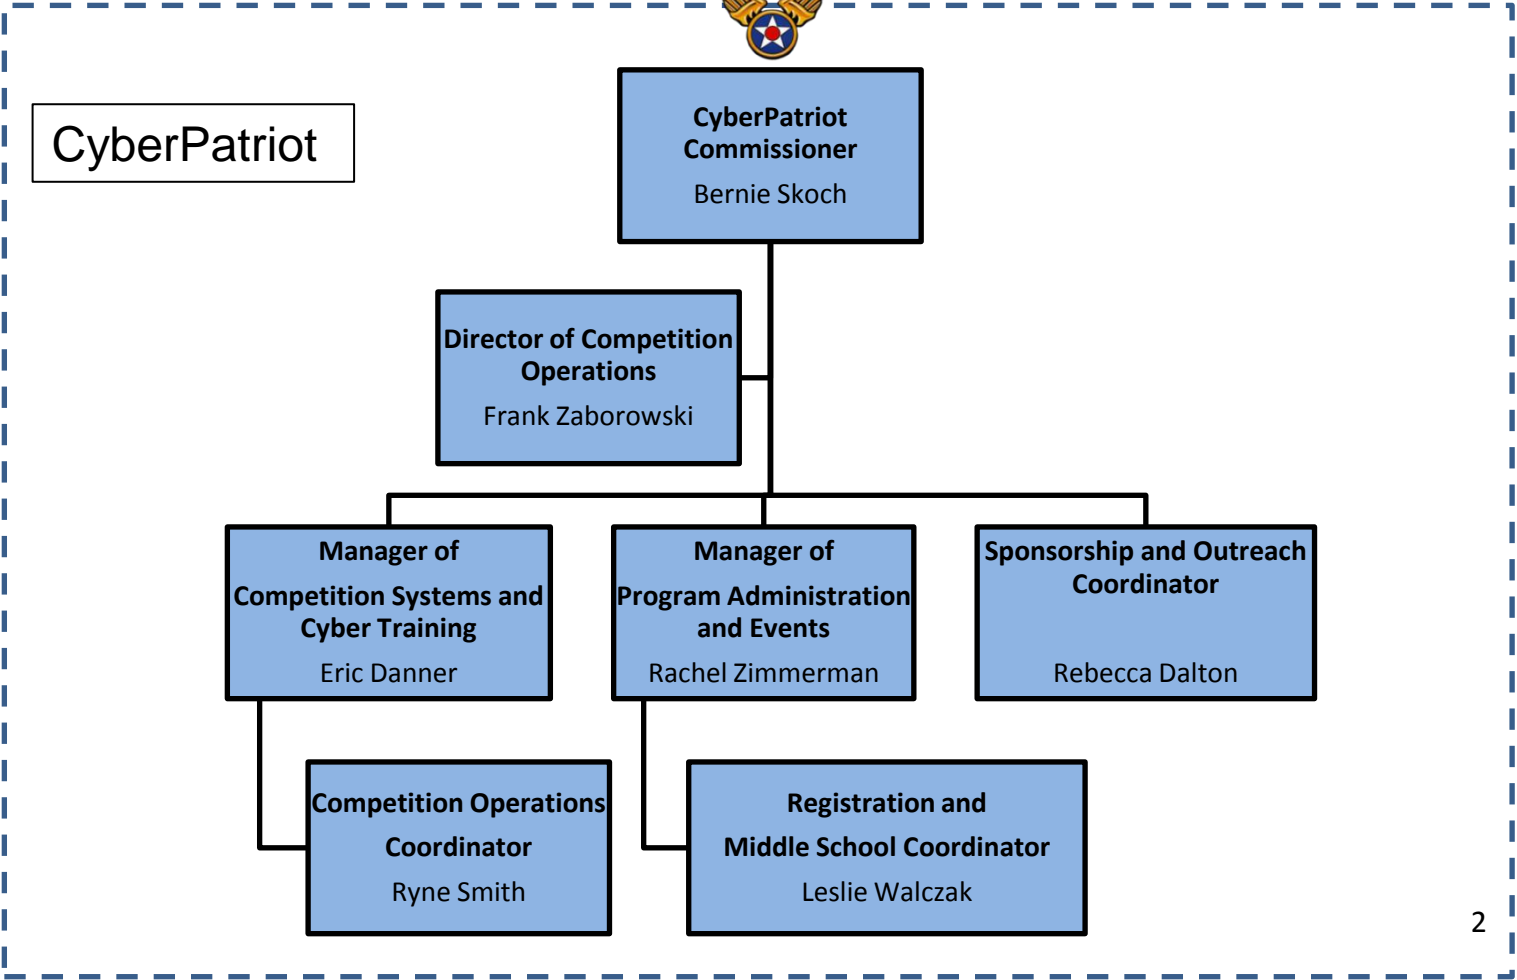 CyberPatriot
CyberPatriot
Commissioner
Bernie Skoch
Director of Competition
Operations
Frank Zaborowski
Manager of
Competition Systems and
Cyber Training
Eric Danner
Manager of
Program Administration
and Events
Rachel Zimmerman
Sponsorship and Outreach
Coordinator
Rebecca Dalton
Competition Operations
Coordinator
Ryne Smith
Registration and
Middle School Coordinator
Leslie Walczak
2